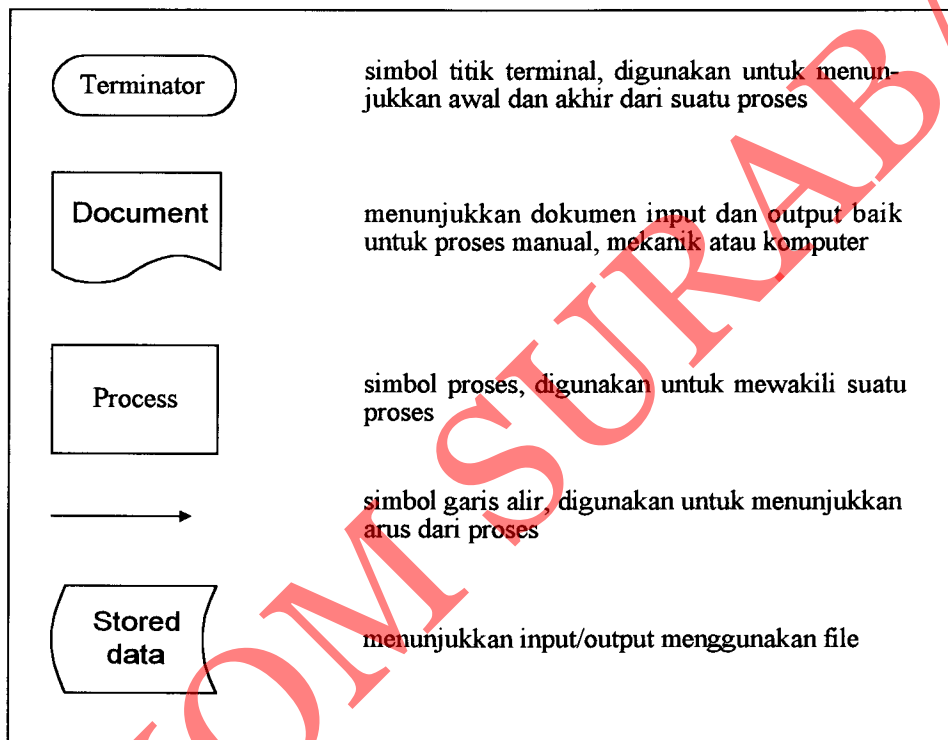 Terminator
simbol titik terminal, digunakan untuk menun-
jukkan awal dan akhir dari suatu proses
Document
menunjukkan dokumen input dan output baik
untuk proses manual, mekanik atau komputer
Process
simbol proses, digunakan untuk mewakili suatu
proses
simbol garis alir, digunakan untuk menunjukkan
arus dari proses
Stored
data
menunjukkan input/output menggunakan file